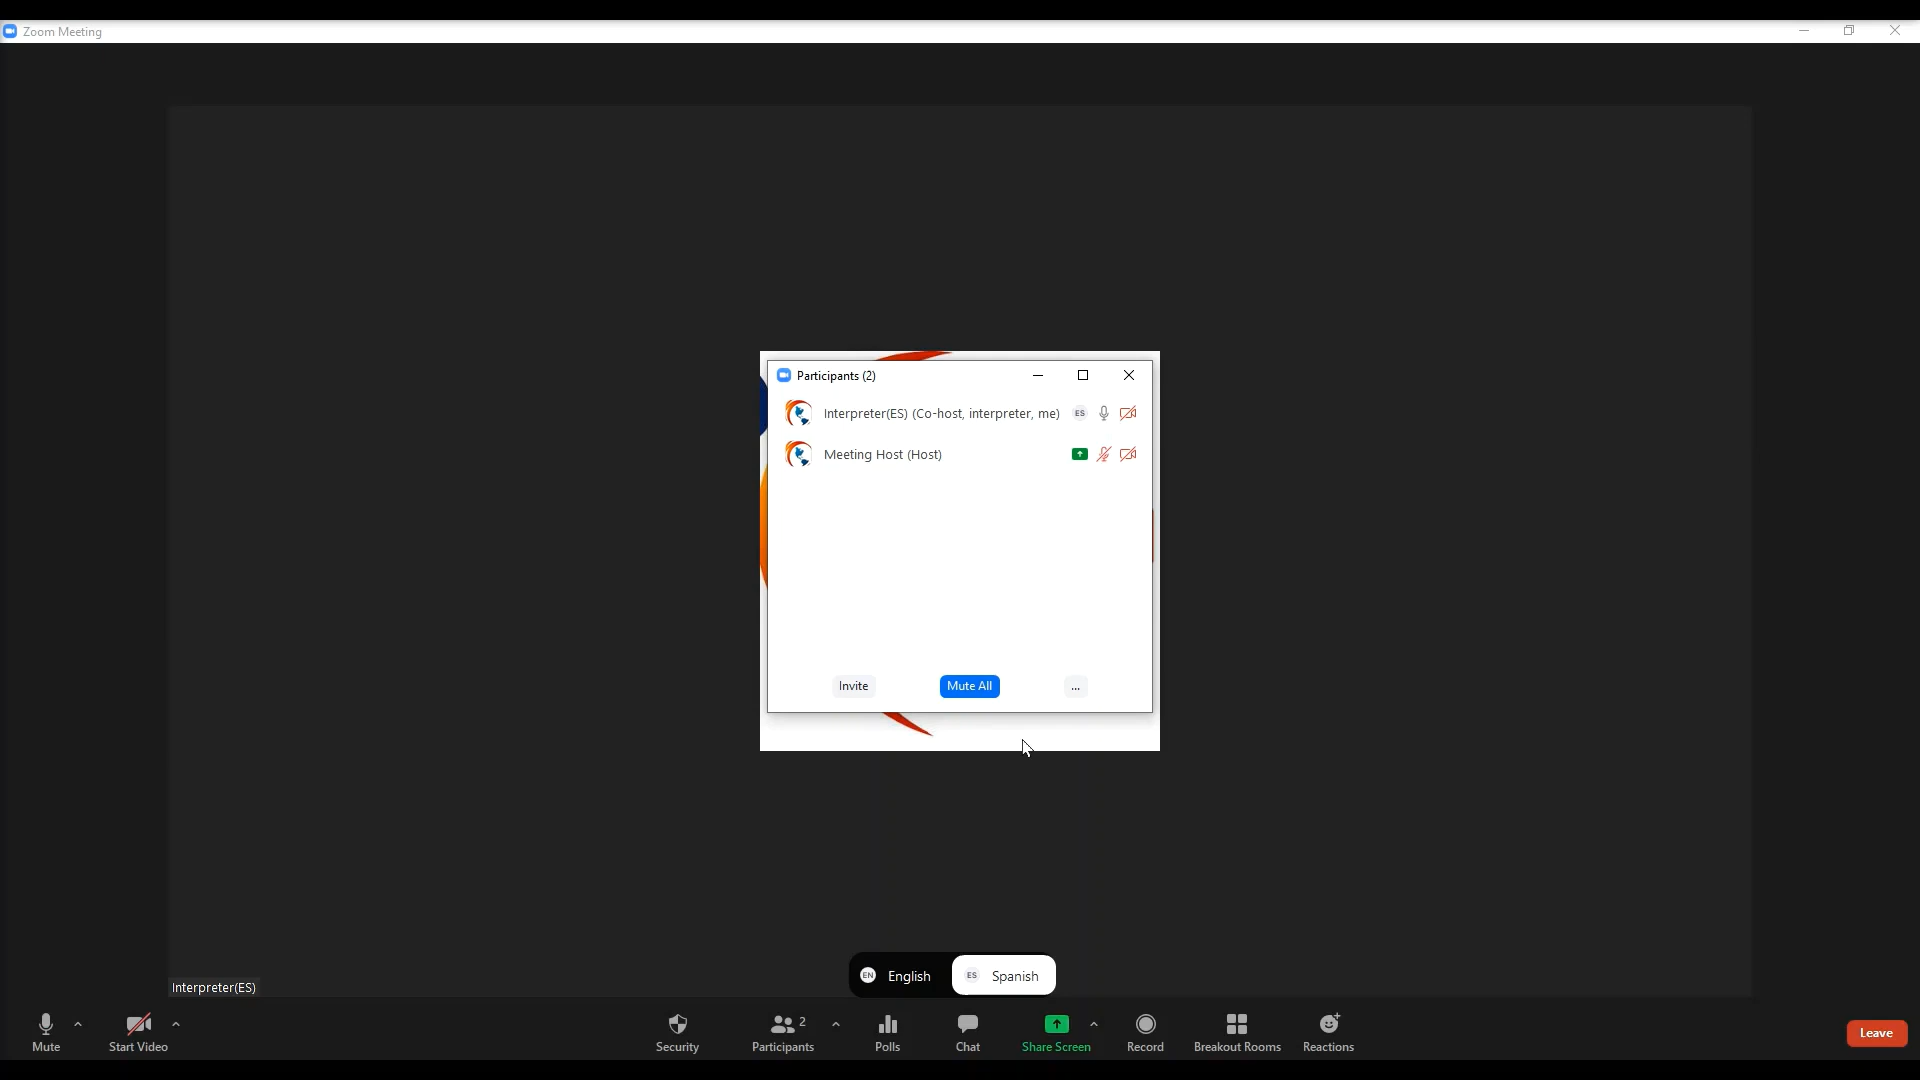 Zoom Meeting
Participants (2)
Interpreter(ES) (Co-host, interpreter, me) ES
Meeting Host (Host)
Invite Mute All ...
EN English ES Spanish
Interpreter(ES)
2
Mute Start Video Security Participants Polls Chat Share Screen Record Breakout Rooms Reactions Leave